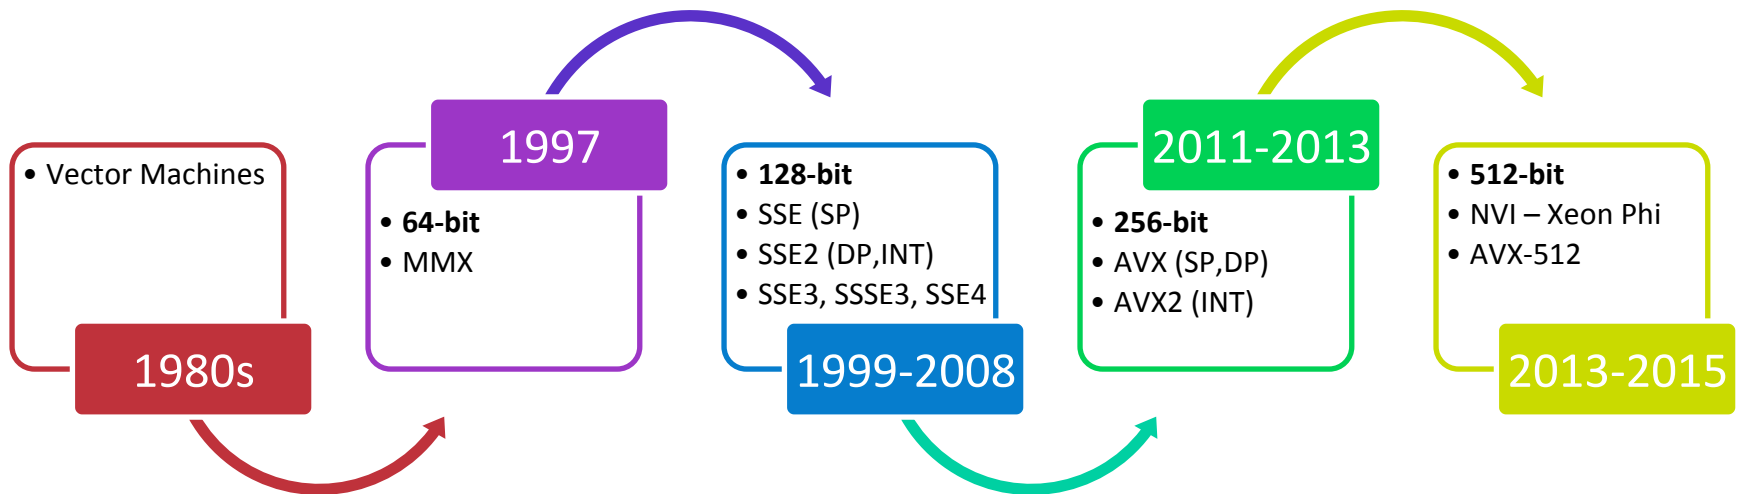 • Vector Machines
1980s
1997
• 64-bit
• MMX
• 128-bit
• SSE (SP)
• SSE2 (DP,INT)
• SSE3, SSSE3, SSE4
1999-2008
2011-2013
• 256-bit
• AVX (SP,DP)
• AVX2 (INT)
• 512-bit
• NVI – Xeon Phi
• AVX-512
2013-2015